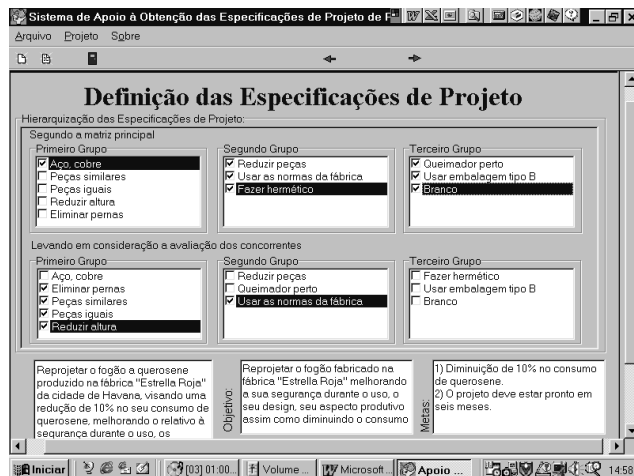 Sistema de Apoio à Obtenção das Especificações de Projeto de F
Arquivo Projeto Sobre
Definição das Especificações de Projeto
Hierarquização das Especificações de Projeto:
Segundo a matriz principal
Primeiro Grupo
Aço, cobre
Peças similares
Peças iguais
Reduzir altura
Eliminar pernas
Segundo Grupo
Reduzir peças
Usar as normas da fábrica
Fazer hermético
Terceiro Grupo
Queimador perto
Usar embalagem tipo B
Branco
Levando em consideração a avaliação dos concorrentes
Primeiro Grupo
Aço, cobre
Eliminar pernas
Peças similares
Peças iguais
Reduzir altura
Segundo Grupo
Reduzir peças
Queimador perto
Usar as normas da fábrica
Terceiro Grupo
Fazer hermético
Usar embalagem tipo B
Branco
Reprojetar o fogão a querosene
produzido na fábrica "Estrella Roja"
da cidade de Havana, visando uma
redução de 10% no seu consumo de
querosene, melhorando o relativo à
segurança durante o uso, os
Objetivo:
Reprojetar o fogão fabricado na
fábrica "Estrella Roja" melhorando
a sua segurança durante o uso, o
seu design, seu aspecto produtivo
assim como diminuindo o consumo
Metas:
1) Diminuição de 10% no consumo
de querosene.
2) O projeto deve estar pronto em
seis meses.
Iniciar [03] 01:00... Volume ... Microsoft... Apoio ... 14:58